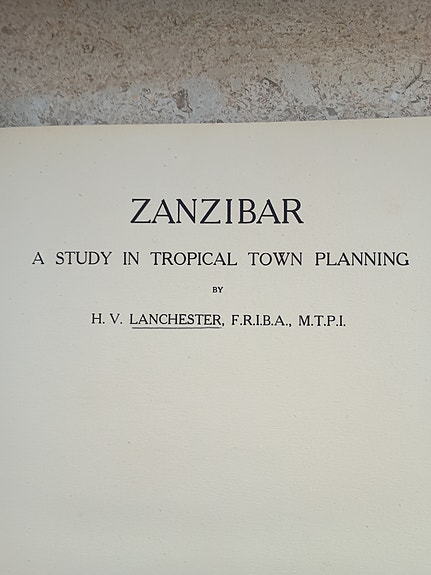 ZANZIBAR
A STUDY IN TROPICAL TOWN PLANNING
BY
H. V. LANCHESTER, F.R.I.B.A., M.T.P.I.